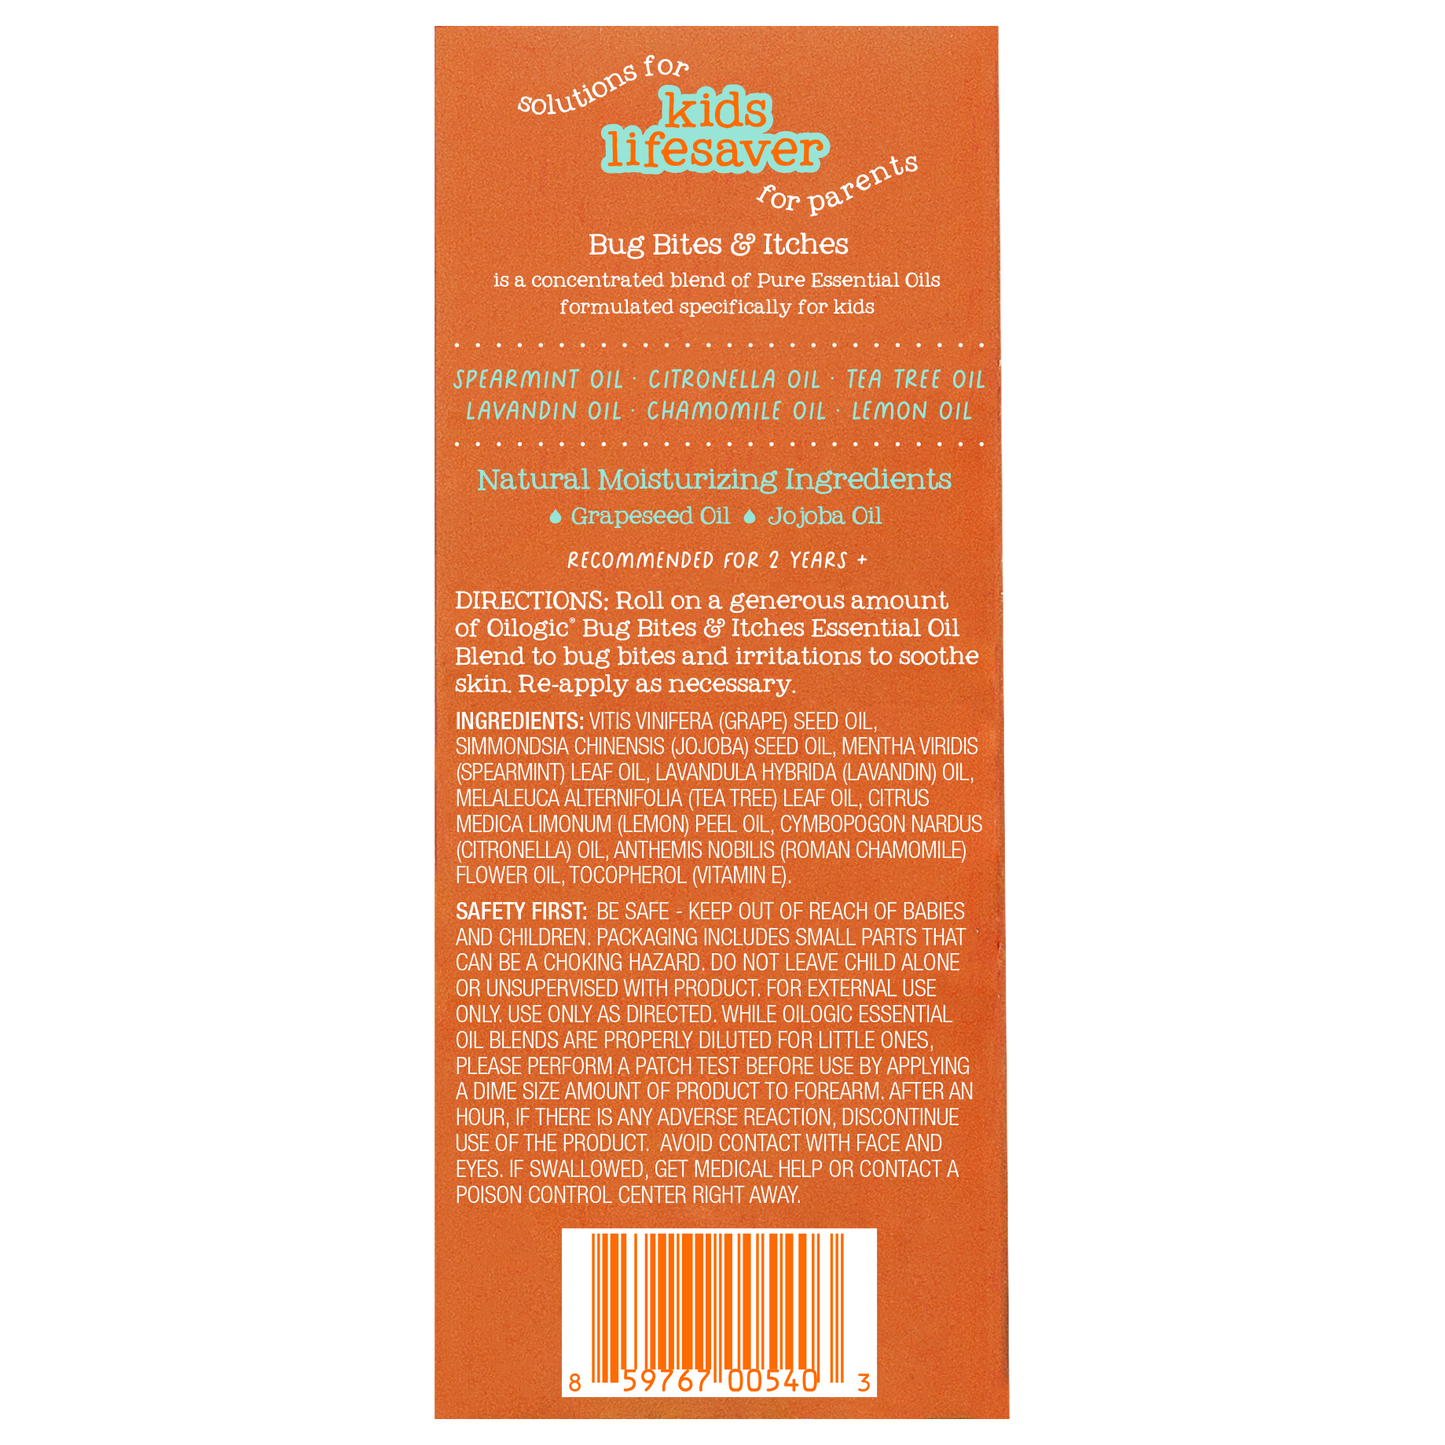 solutions for
kids
lifesaver
for parents
Bug Bites & Itches
is a concentrated blend of Pure Essential Oils
formulated specifically for kids
SPEARMINT OIL · CITRONELLA OIL · TEA TREE OIL
LAVANDIN OIL · CHAMOMILE OIL · LEMON OIL
Natural Moisturizing Ingredients
Grapeseed Oil Jojoba Oil
RECOMMENDED FOR 2 YEARS +
DIRECTIONS: Roll on a generous amount
of Oilogic® Bug Bites & Itches Essential Oil
Blend to bug bites and irritations to soothe
skin. Re-apply as necessary.
INGREDIENTS: VITIS VINIFERA (GRAPE) SEED OIL,
SIMMONDSIA CHINENSIS (JOJOBA) SEED OIL, MENTHA VIRIDIS
(SPEARMINT) LEAF OIL, LAVANDULA HYBRIDA (LAVANDIN) OIL,
MELALEUCA ALTERNIFOLIA (TEA TREE) LEAF OIL, CITRUS
MEDICA LIMONUM (LEMON) PEEL OIL, CYMBOPOGON NARDUS
(CITRONELLA) OIL, ANTHEMIS NOBILIS (ROMAN CHAMOMILE)
FLOWER OIL, TOCOPHEROL (VITAMIN E).
SAFETY FIRST: BE SAFE - KEEP OUT OF REACH OF BABIES
AND CHILDREN. PACKAGING INCLUDES SMALL PARTS THAT
CAN BE A CHOKING HAZARD. DO NOT LEAVE CHILD ALONE
OR UNSUPERVISED WITH PRODUCT. FOR EXTERNAL USE
ONLY. USE ONLY AS DIRECTED. WHILE OILOGIC ESSENTIAL
OIL BLENDS ARE PROPERLY DILUTED FOR LITTLE ONES,
PLEASE PERFORM A PATCH TEST BEFORE USE BY APPLYING
A DIME SIZE AMOUNT OF PRODUCT TO FOREARM. AFTER AN
HOUR, IF THERE IS ANY ADVERSE REACTION, DISCONTINUE
USE OF THE PRODUCT. AVOID CONTACT WITH FACE AND
EYES. IF SWALLOWED, GET MEDICAL HELP OR CONTACT A
POISON CONTROL CENTER RIGHT AWAY.
8 59767 00540 3